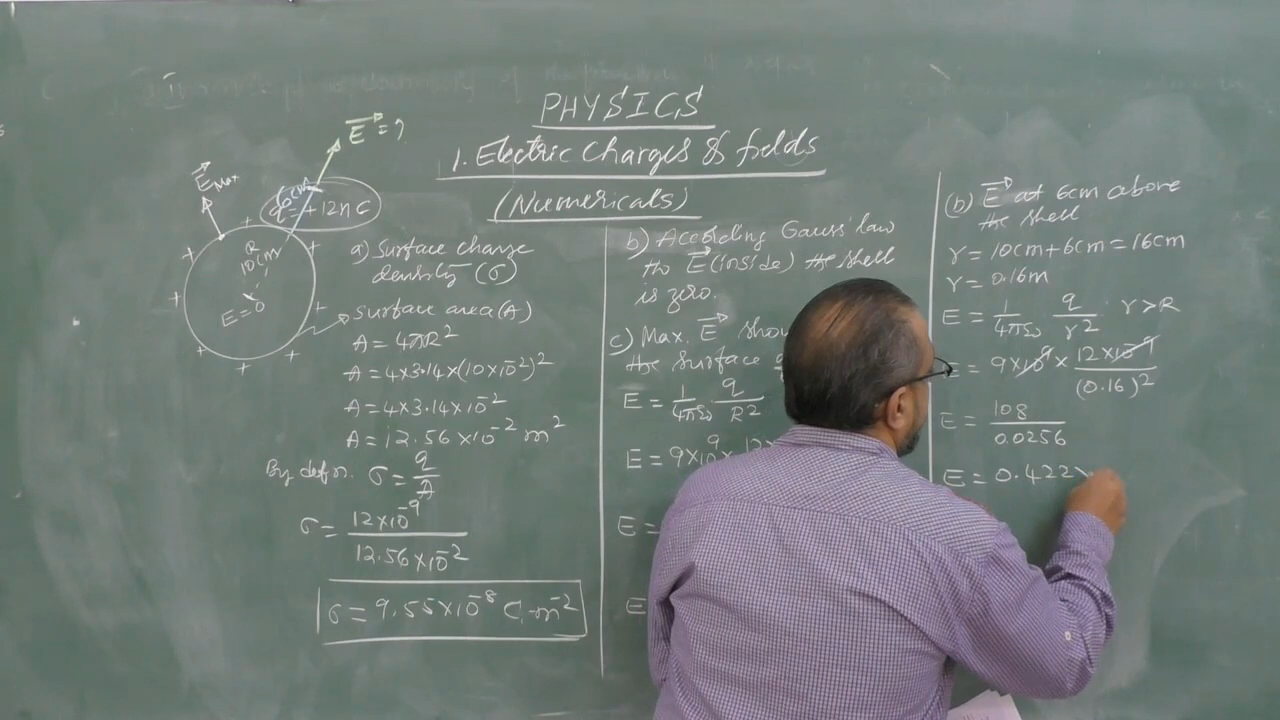 PHYSICS
1. Electric Charges & fields
(Numericals)
E = ?
E Max
6cm
q = +12nC
R
10cm
E = 0
a) Surface charge
density (σ)
surface area (A)
A = 4πR²
A = 4×3.14×(10×10⁻²)²
A = 4×3.14×10⁻²
A = 12.56×10⁻² m²
By defn. σ = q/A
σ = 12×10⁻⁹ / 12.56×10⁻²
σ = 9.55×10⁻⁸ C.m⁻²
b) According Gauss' law
the E (inside) the shell
is zero.
c) Max. E
the surface
E = 1/4πε₀ q/R²
E = 9×10⁹×
E =
E
(b) E at 6cm above
the shell
r = 10cm+6cm = 16cm
r = 0.16m
E = 1/4πε₀ · q/r² r>R
E = 9×10⁹ × 12×10⁻⁹ / (0.16)²
E = 108 / 0.0256
E = 0.422×